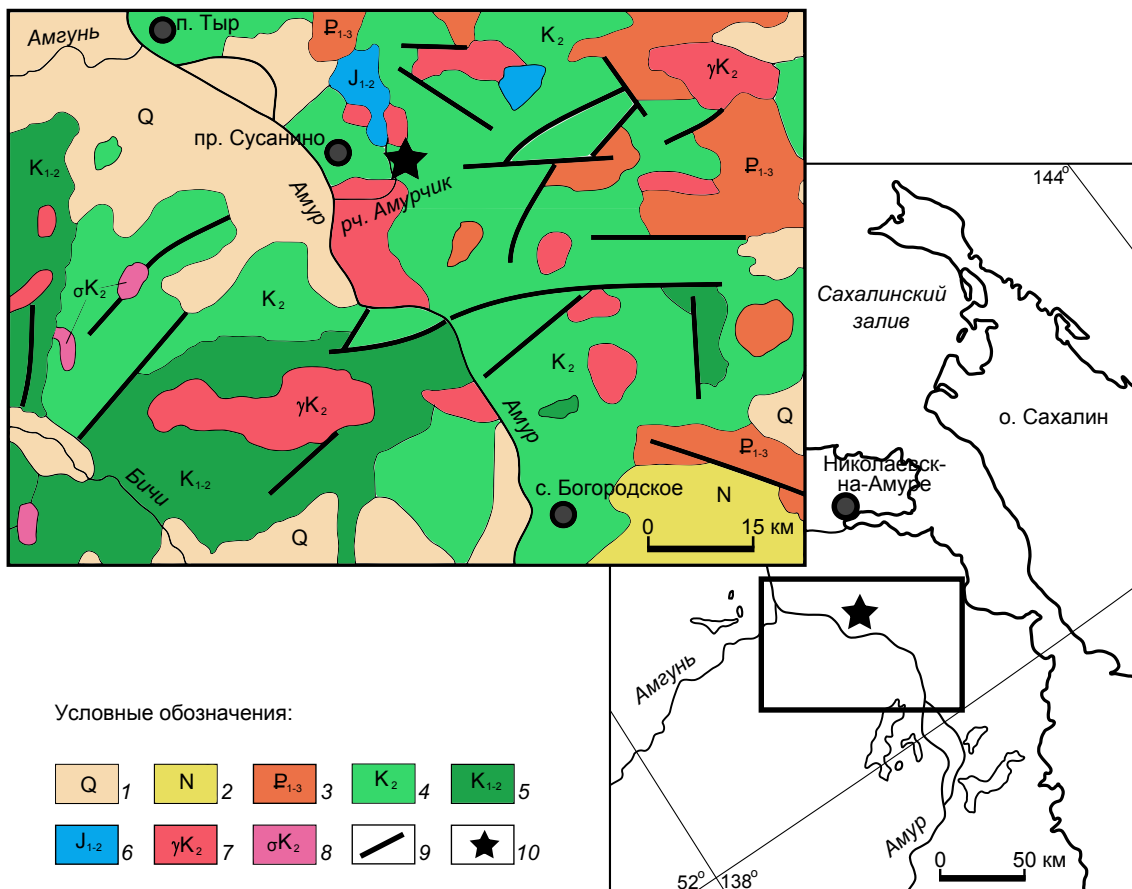 Амгунь
п. Тыр
Q
K₁₋₂
пр. Сусанино
Амур
рч. Амурчик
P₁₋₃
J₁₋₂
K₂
γK₂
P₁₋₃
σK₂
K₂
γK₂
K₁₋₂
Бичи
Q
K₂
Амур
с. Богородское
Q
P₁₋₃
N
0 15 км
144°
Сахалинский
залив
о. Сахалин
Николаевск-
на-Амуре
Амгунь
Амур
52° 138°
0 50 км
Условные обозначения:
Q 1 N 2 P₁₋₃ 3 K₂ 4 K₁₋₂ 5
J₁₋₂ 6 γK₂ 7 σK₂ 8 9 10